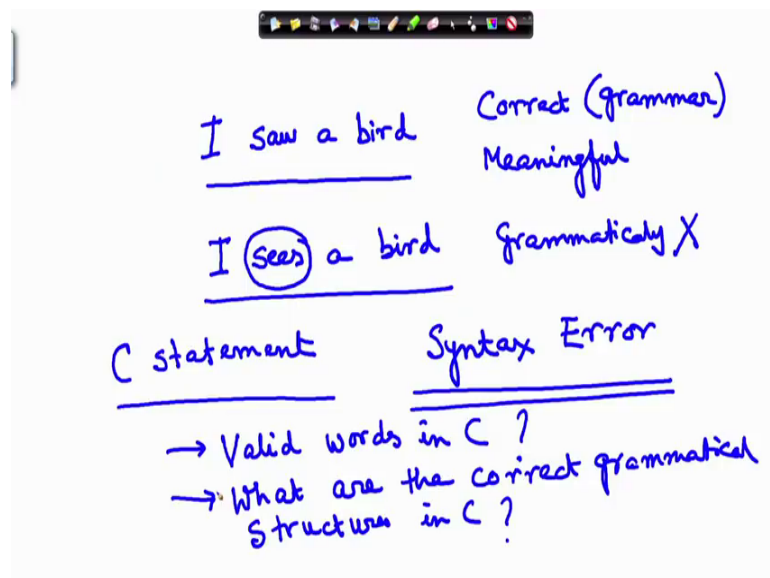 I saw a bird Correct (grammar)
Meaningful
I sees a bird Grammaticaly X
C statement Syntax Error
→ Valid words in C ?
→ What are the correct grammatical
structures in C ?